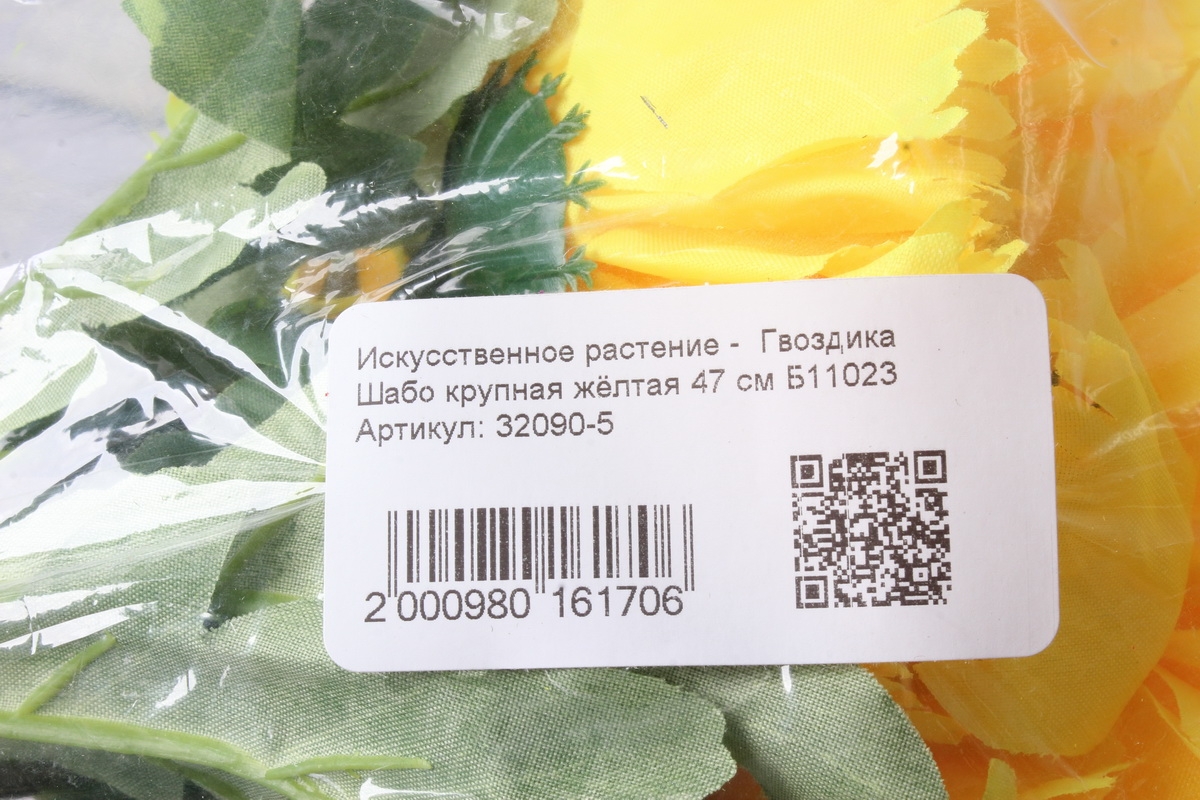 Искусственное растение - Гвоздика
Шабо крупная жёлтая 47 см Б11023
Артикул: 32090-5
2 000980 161706